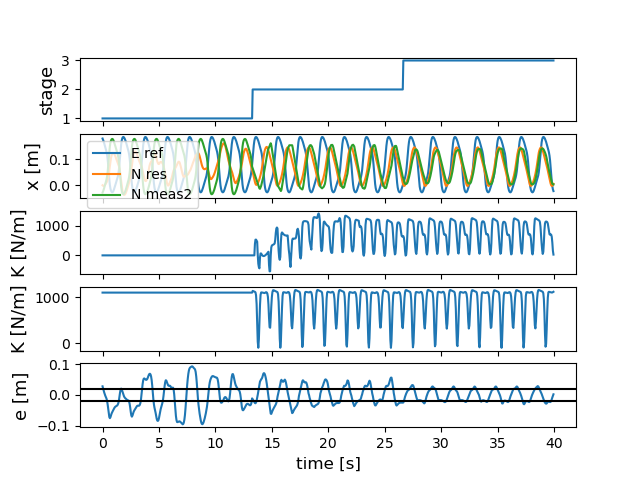 stage
3
2
1
x [m]
0.1
0.0
E ref
N res
N meas2
K [N/m]
1000
0
K [N/m]
1000
0
e [m]
0.1
0.0
−0.1
0 5 10 15 20 25 30 35 40
time [s]